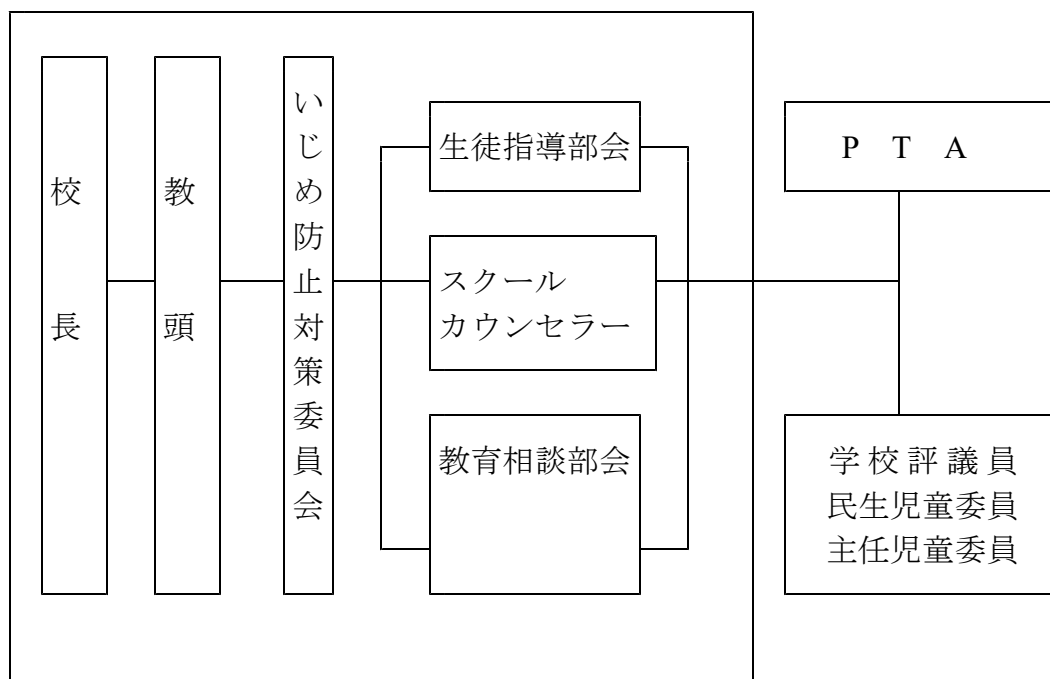 校長
教頭
いじめ防止対策委員会
生徒指導部会
スクール
カウンセラー
教育相談部会
P T A
学校評議員
民生児童委員
主任児童委員